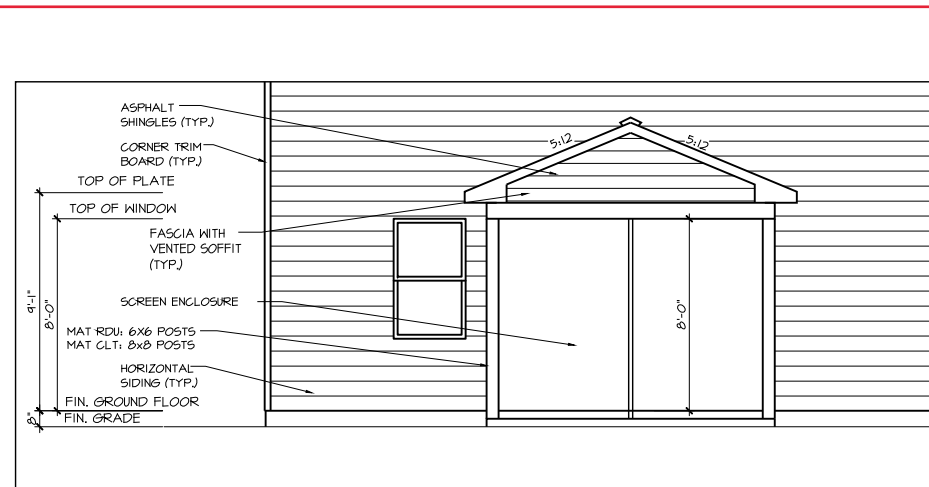 ASPHALT
SHINGLES (TYP.)
5:12
5:12
CORNER TRIM
BOARD (TYP.)
TOP OF PLATE
TOP OF WINDOW
FASCIA WITH
VENTED SOFFIT
(TYP.)
9'-1"
8'-0"
SCREEN ENCLOSURE
8'-0"
MAT RDU: 6X6 POSTS
MAT CLT: 8x8 POSTS
HORIZONTAL
SIDING (TYP.)
FIN. GROUND FLOOR
FIN. GRADE
8"